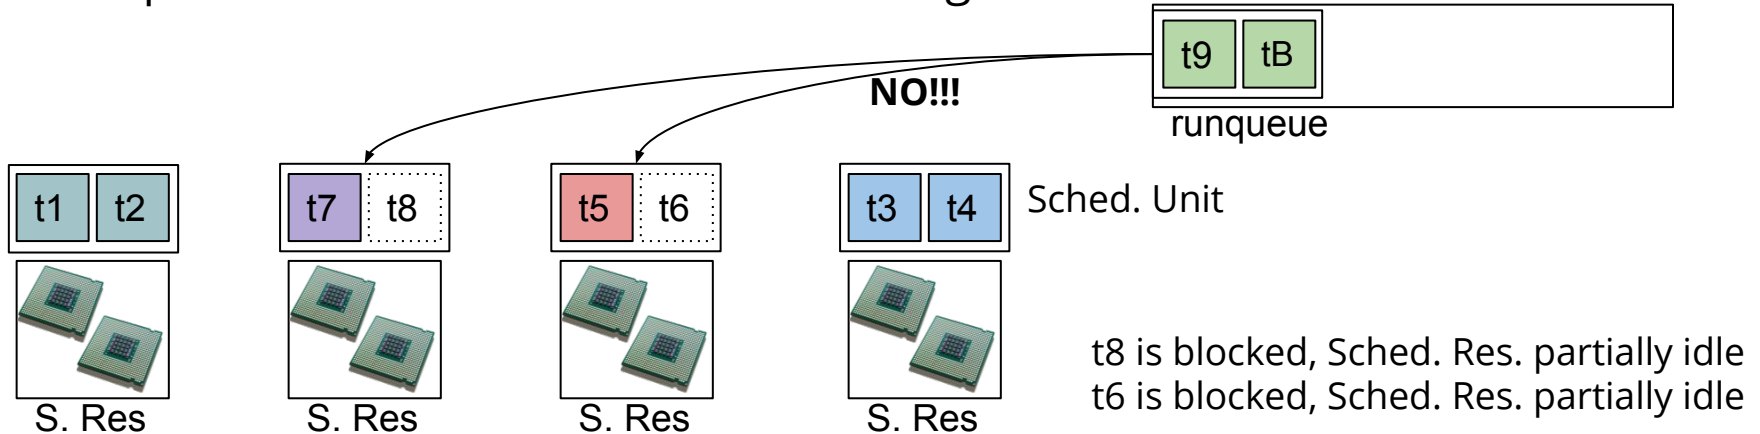 t9 tB
NO!!!
runqueue
t1 t2 t7 t8 t5 t6 t3 t4 Sched. Unit
t8 is blocked, Sched. Res. partially idle
t6 is blocked, Sched. Res. partially idle
S. Res S. Res S. Res S. Res